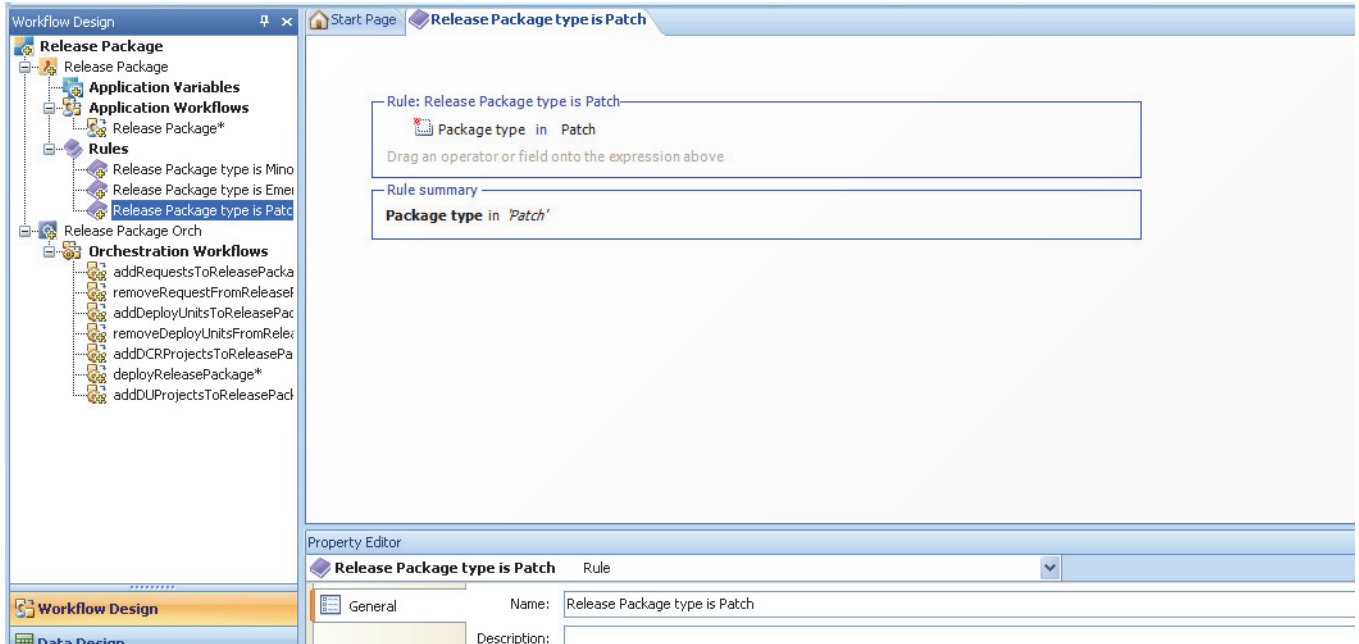 Workflow Design
Start Page
Release Package type is Patch
Release Package
Release Package
Application Variables
Application Workflows
Release Package*
Rules
Release Package type is Mino
Release Package type is Emer
Release Package type is Patc
Release Package Orch
Orchestration Workflows
addRequestsToReleasePacka
removeRequestFromReleaseP
addDeployUnitsToReleasePac
removeDeployUnitsFromRelea
addDCRProjectsToReleasePa
deployReleasePackage*
addDUProjectsToReleasePack
Workflow Design
Data Design
Rule: Release Package type is Patch
Package type in Patch
Drag an operator or field onto the expression above
Rule summary
Package type in 'Patch'
Property Editor
Release Package type is Patch Rule
General
Name: Release Package type is Patch
Description: